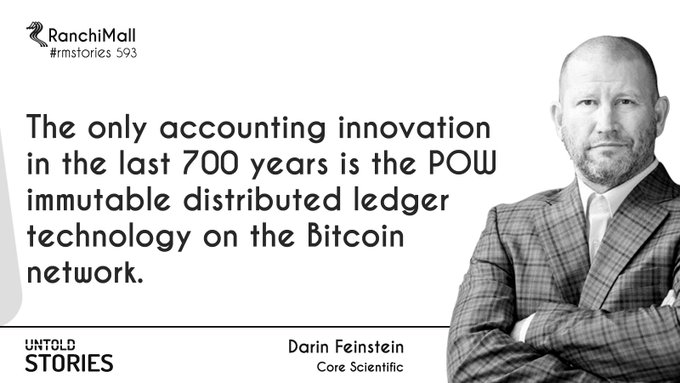 RanchiMall
#rmstories 593
The only accounting innovation
in the last 700 years is the POW
immutable distributed ledger
technology on the Bitcoin
network.
UNTOLD
STORIES
Darin Feinstein
Core Scientific